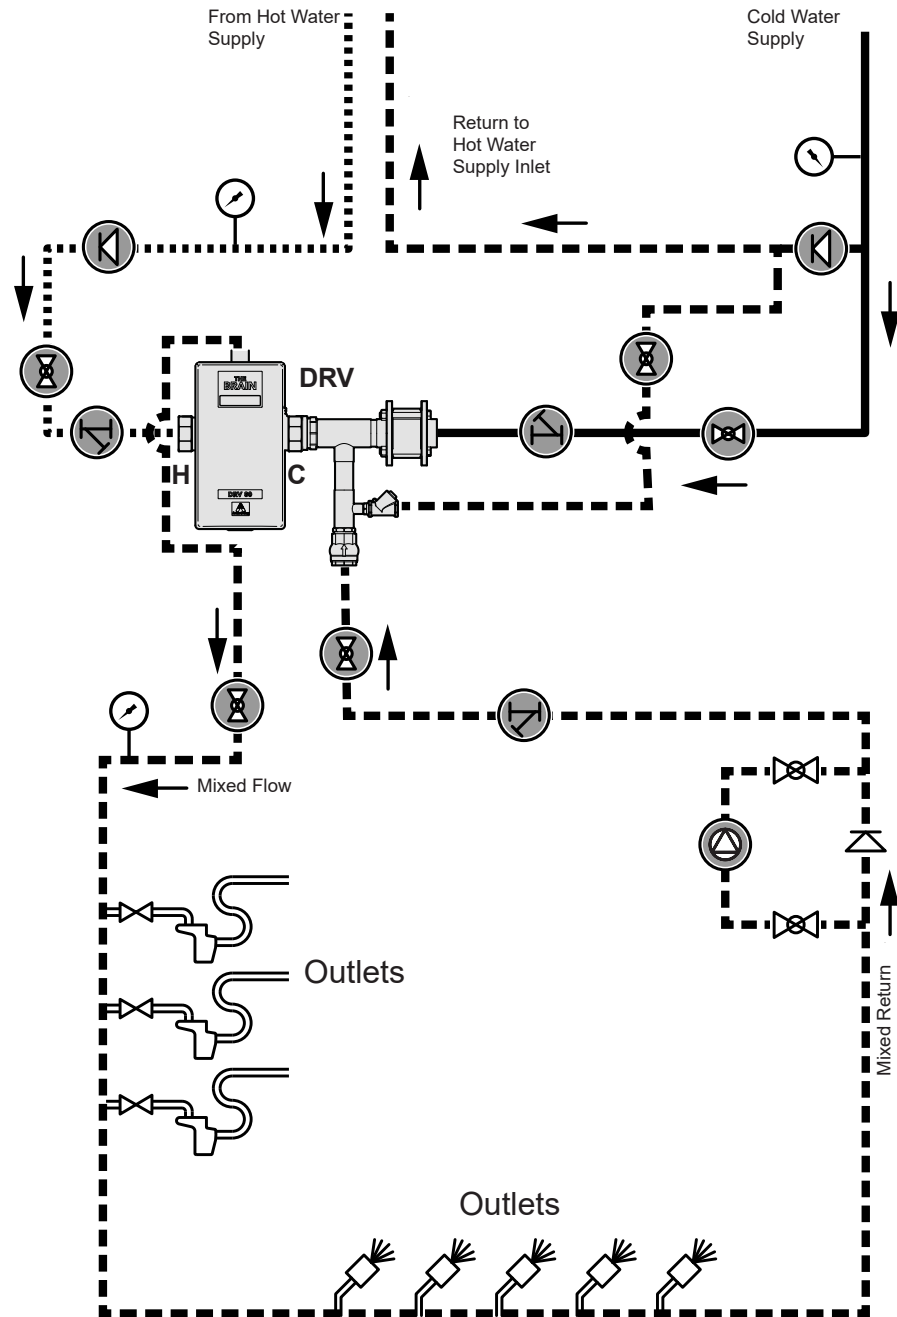 From Hot Water
Supply
Cold Water
Supply
Return to
Hot Water
Supply Inlet
DRV
THE
BRAIN
H
C
DRV 80
Mixed Flow
Outlets
Mixed Return
Outlets